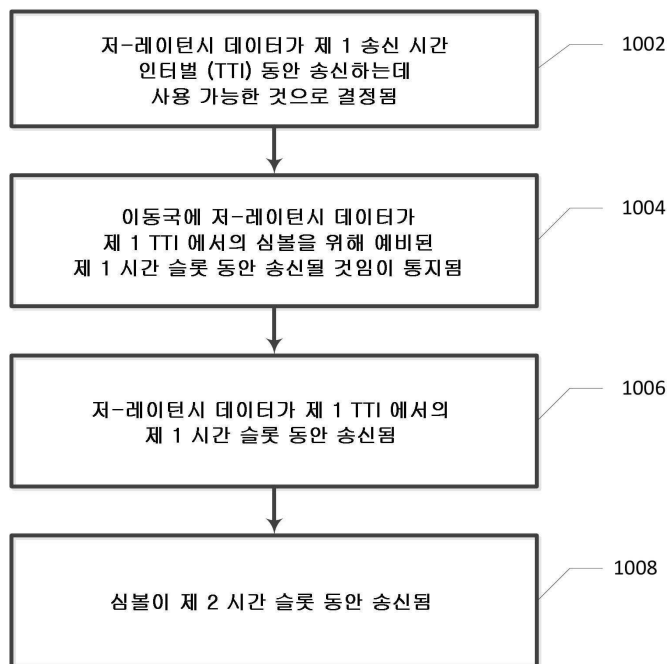 저-레이턴시 데이터가 제 1 송신 시간
인터벌 (TTI) 동안 송신하는데
사용 가능한 것으로 결정됨
1002
이동국에 저-레이턴시 데이터가
제 1 TTI 에서의 심볼을 위해 예비된
제 1 시간 슬롯 동안 송신될 것임이 통지됨
1004
저-레이턴시 데이터가 제 1 TTI 에서의
제 1 시간 슬롯 동안 송신됨
1006
심볼이 제 2 시간 슬롯 동안 송신됨
1008